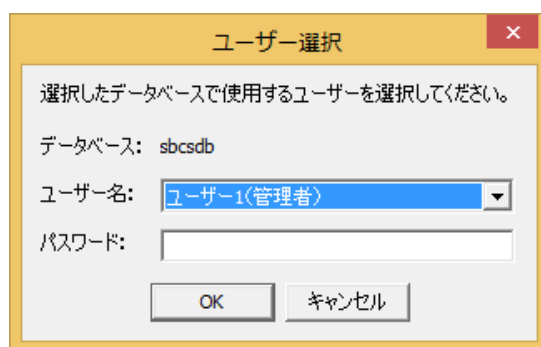 ユーザー選択
選択したデータベースで使用するユーザーを選択してください。
データベース: sbcsdb
ユーザー名: ユーザー1(管理者)
パスワード:
OK キャンセル